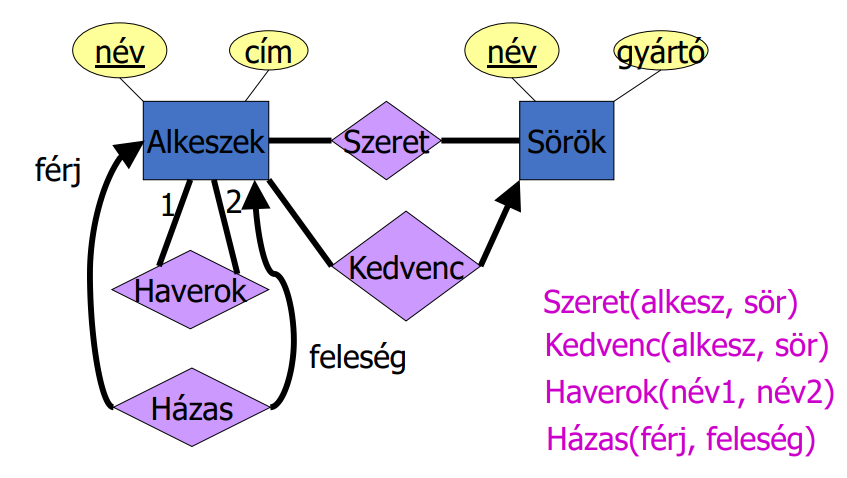 név
cím
név
gyártó
Alkeszek
Szeret
Sörök
férj
1
2
Kedvenc
Haverok
Szeret(alkesz, sör)
Kedvenc(alkesz, sör)
feleség
Haverok(név1, név2)
Házas
Házas(férj, feleség)